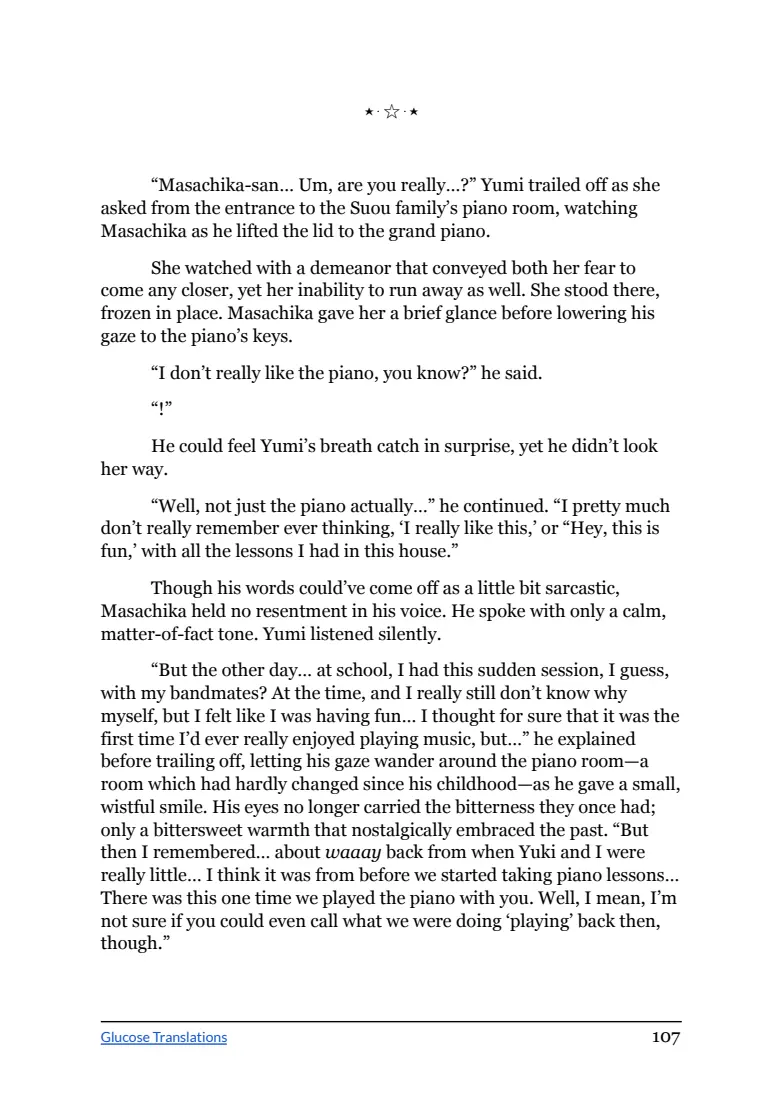 ★·☆·★
“Masachika-san… Um, are you really…?” Yumi trailed off as she
asked from the entrance to the Suou family’s piano room, watching
Masachika as he lifted the lid to the grand piano.
She watched with a demeanor that conveyed both her fear to
come any closer, yet her inability to run away as well. She stood there,
frozen in place. Masachika gave her a brief glance before lowering his
gaze to the piano’s keys.
“I don’t really like the piano, you know?” he said.
“!”
He could feel Yumi’s breath catch in surprise, yet he didn’t look
her way.
“Well, not just the piano actually…” he continued. “I pretty much
don’t really remember ever thinking, ‘I really like this,’ or “Hey, this is
fun,’ with all the lessons I had in this house.”
Though his words could’ve come off as a little bit sarcastic,
Masachika held no resentment in his voice. He spoke with only a calm,
matter-of-fact tone. Yumi listened silently.
“But the other day… at school, I had this sudden session, I guess,
with my bandmates? At the time, and I really still don’t know why
myself, but I felt like I was having fun… I thought for sure that it was the
first time I’d ever really enjoyed playing music, but…” he explained
before trailing off, letting his gaze wander around the piano room—a
room which had hardly changed since his childhood—as he gave a small,
wistful smile. His eyes no longer carried the bitterness they once had;
only a bittersweet warmth that nostalgically embraced the past. “But
then I remembered… about waaay back from when Yuki and I were
really little… I think it was from before we started taking piano lessons…
There was this one time we played the piano with you. Well, I mean, I’m
not sure if you could even call what we were doing ‘playing’ back then,
though.”
Glucose Translations
107